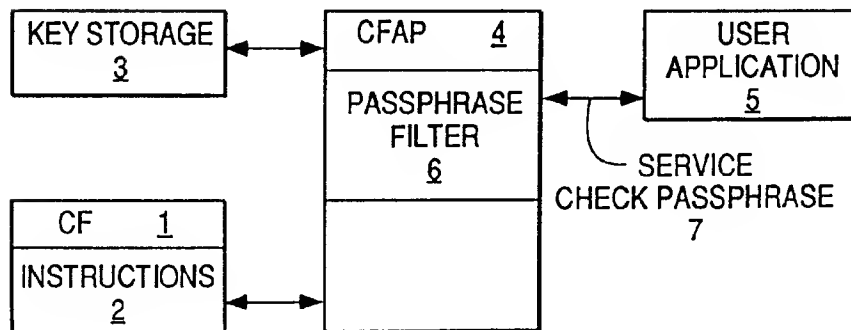 KEY STORAGE
3
CFAP 4
PASSPHRASE
FILTER
6
USER
APPLICATION
5
SERVICE
CHECK PASSPHRASE
7
CF 1
INSTRUCTIONS
2